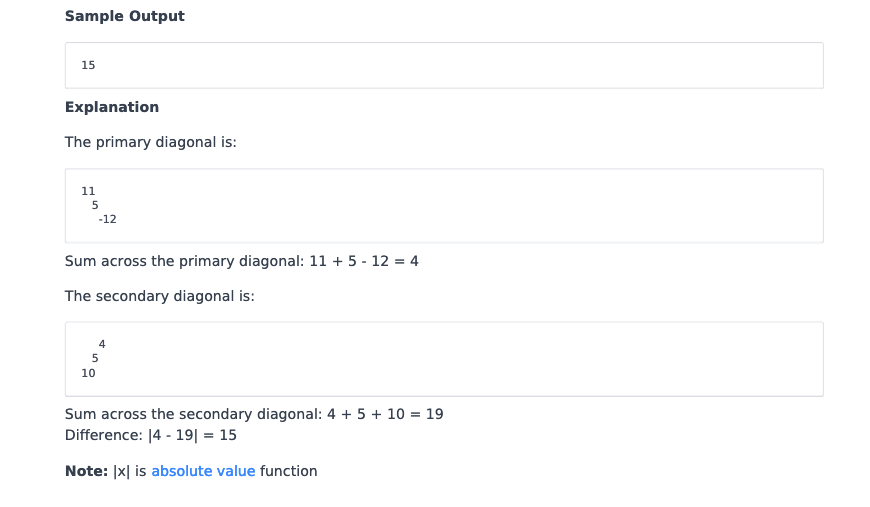 Sample Output
15
Explanation
The primary diagonal is:
11
5
-12
Sum across the primary diagonal: 11 + 5 - 12 = 4
The secondary diagonal is:
4
5
10
Sum across the secondary diagonal: 4 + 5 + 10 = 19
Difference: |4 - 19| = 15
Note: |x| is absolute value function